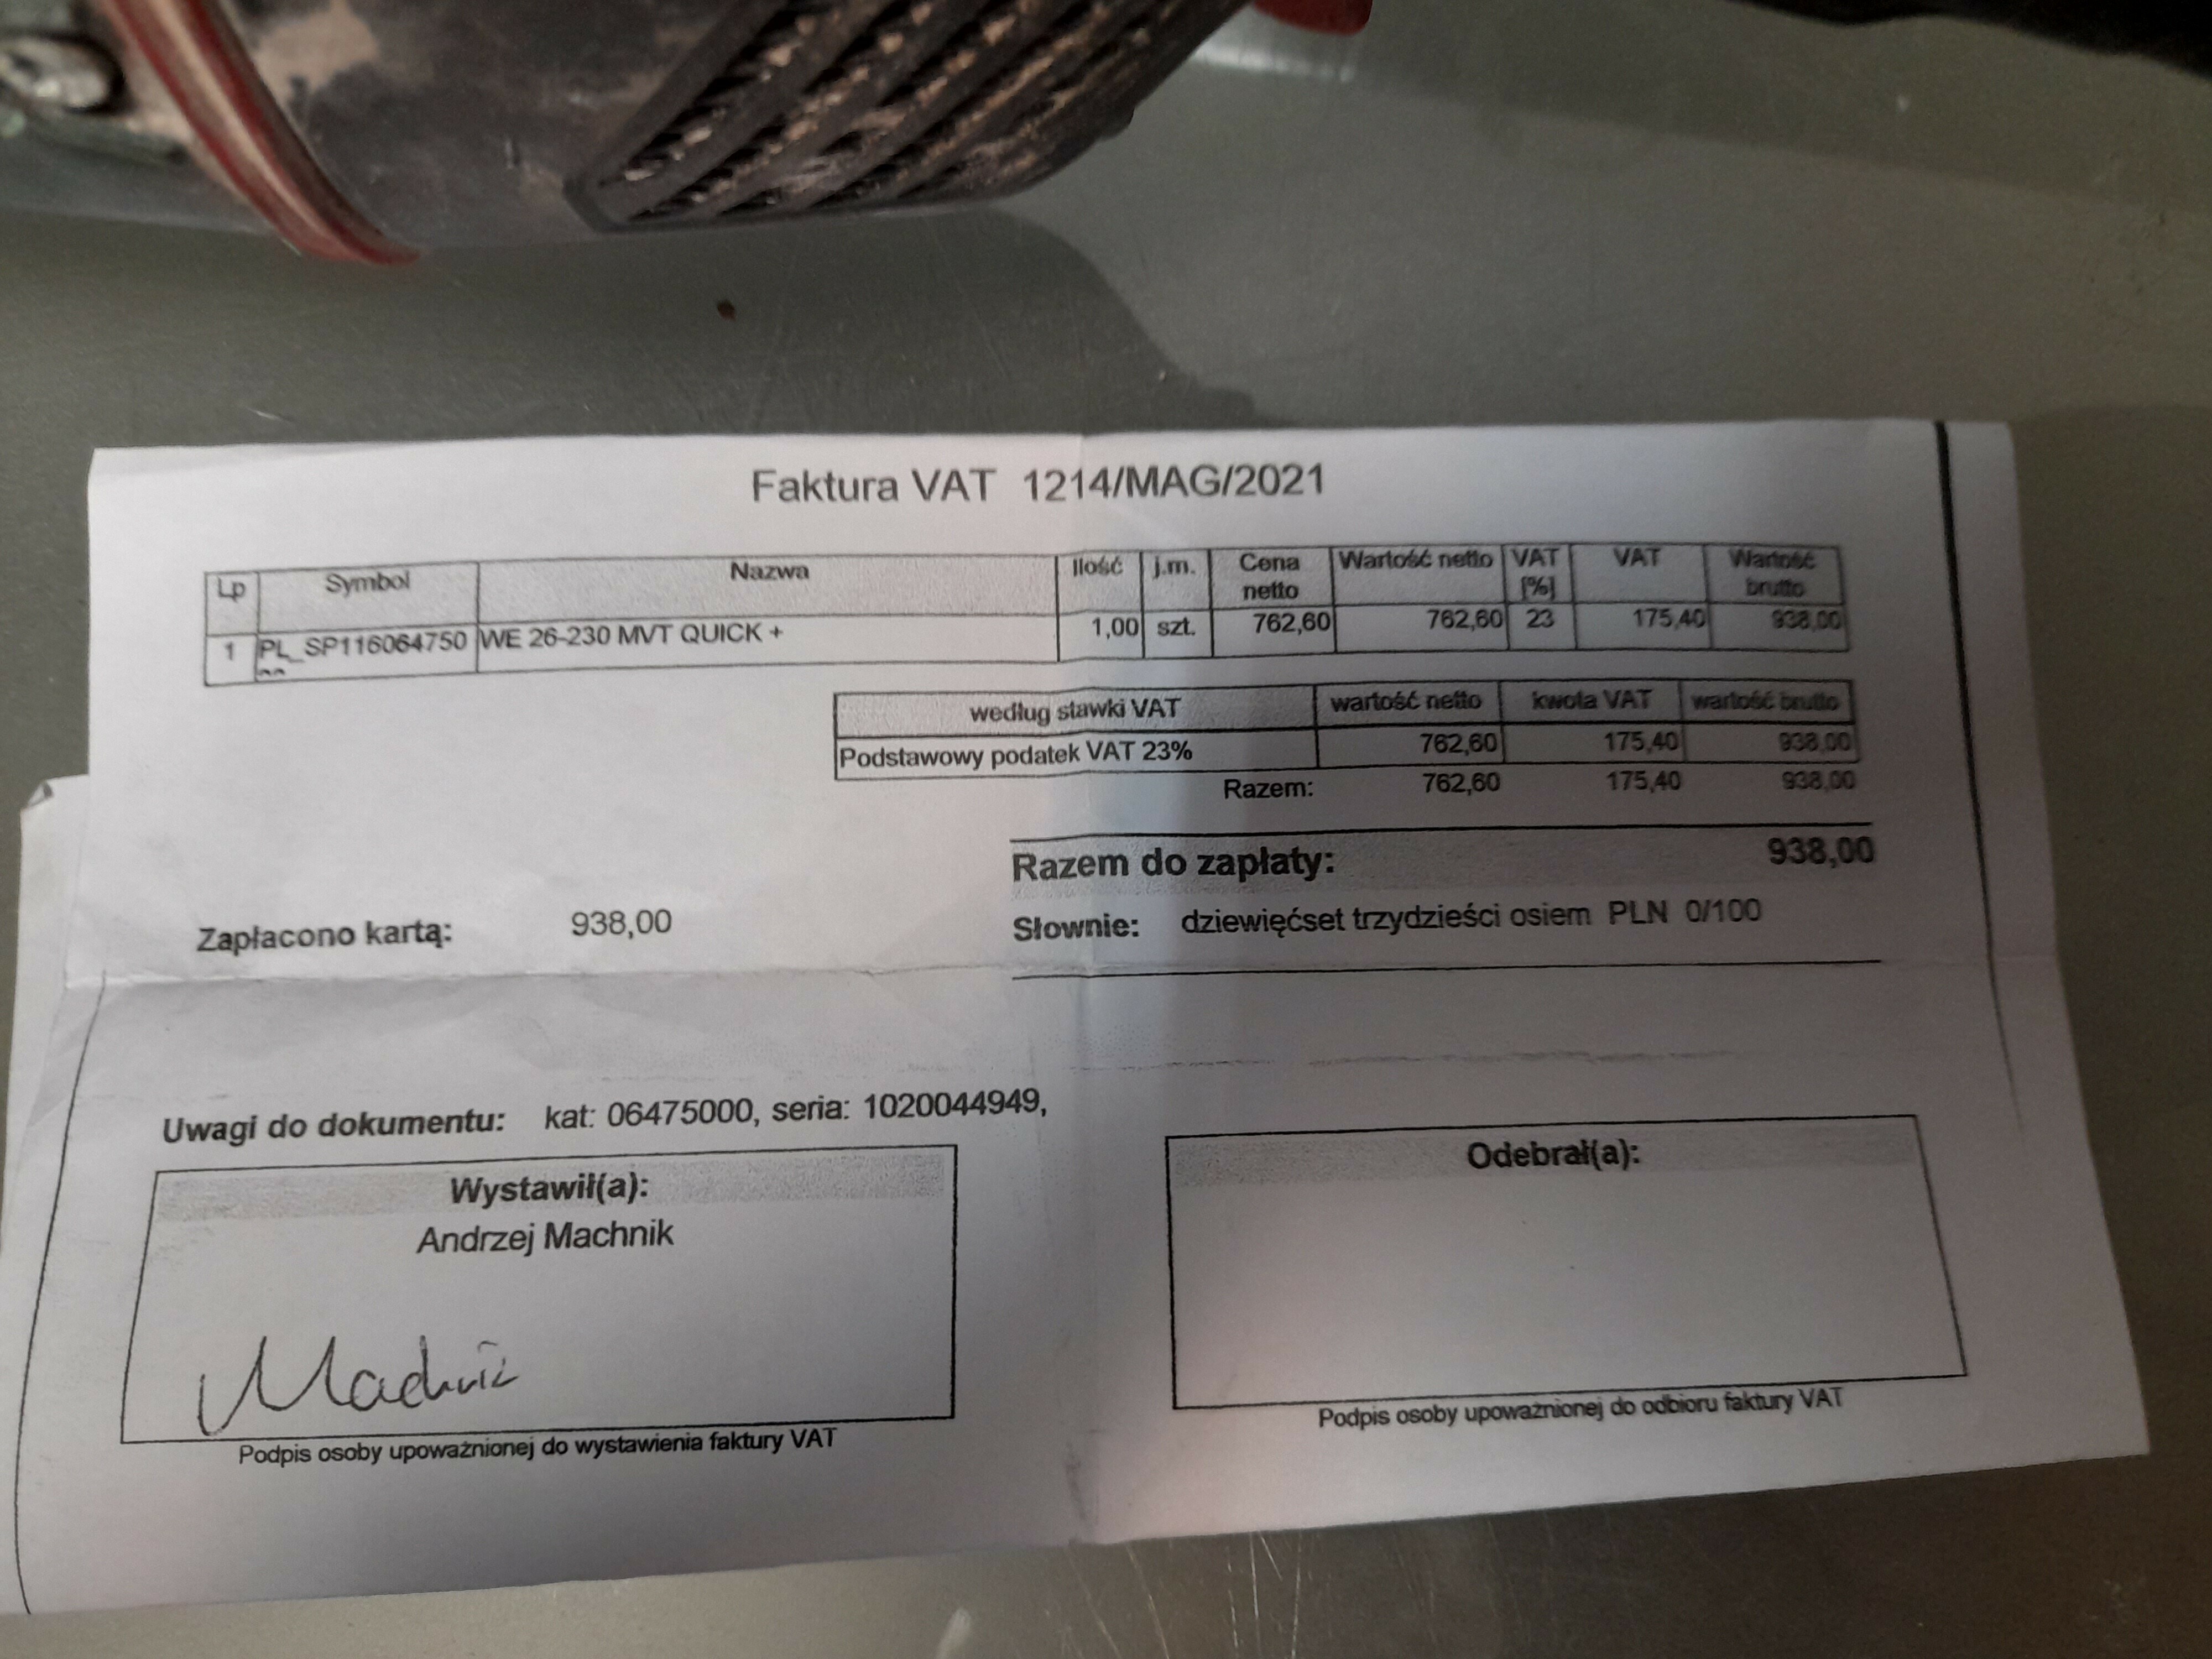 Faktura VAT 1214/MAG/2021
Lp Symbol Nazwa Ilość j.m. Cena netto Wartość netto VAT [%] VAT Wartość brutto
1 PL_SP116064750 WE 26-230 MVT QUICK + 1,00 szt. 762,60 762,60 23 175,40 938,00
według stawki VAT wartość netto kwota VAT wartość brutto
Podstawowy podatek VAT 23% 762,60 175,40 938,00
Razem: 762,60 175,40 938,00
Razem do zapłaty: 938,00
Zapłacono kartą: 938,00
Słownie: dziewięćset trzydzieści osiem PLN 0/100
Uwagi do dokumentu: kat: 06475000, seria: 1020044949,
Wystawił(a):
Andrzej Machnik
Machnik
Podpis osoby upoważnionej do wystawienia faktury VAT
Odebrał(a):
Podpis osoby upoważnionej do odbioru faktury VAT